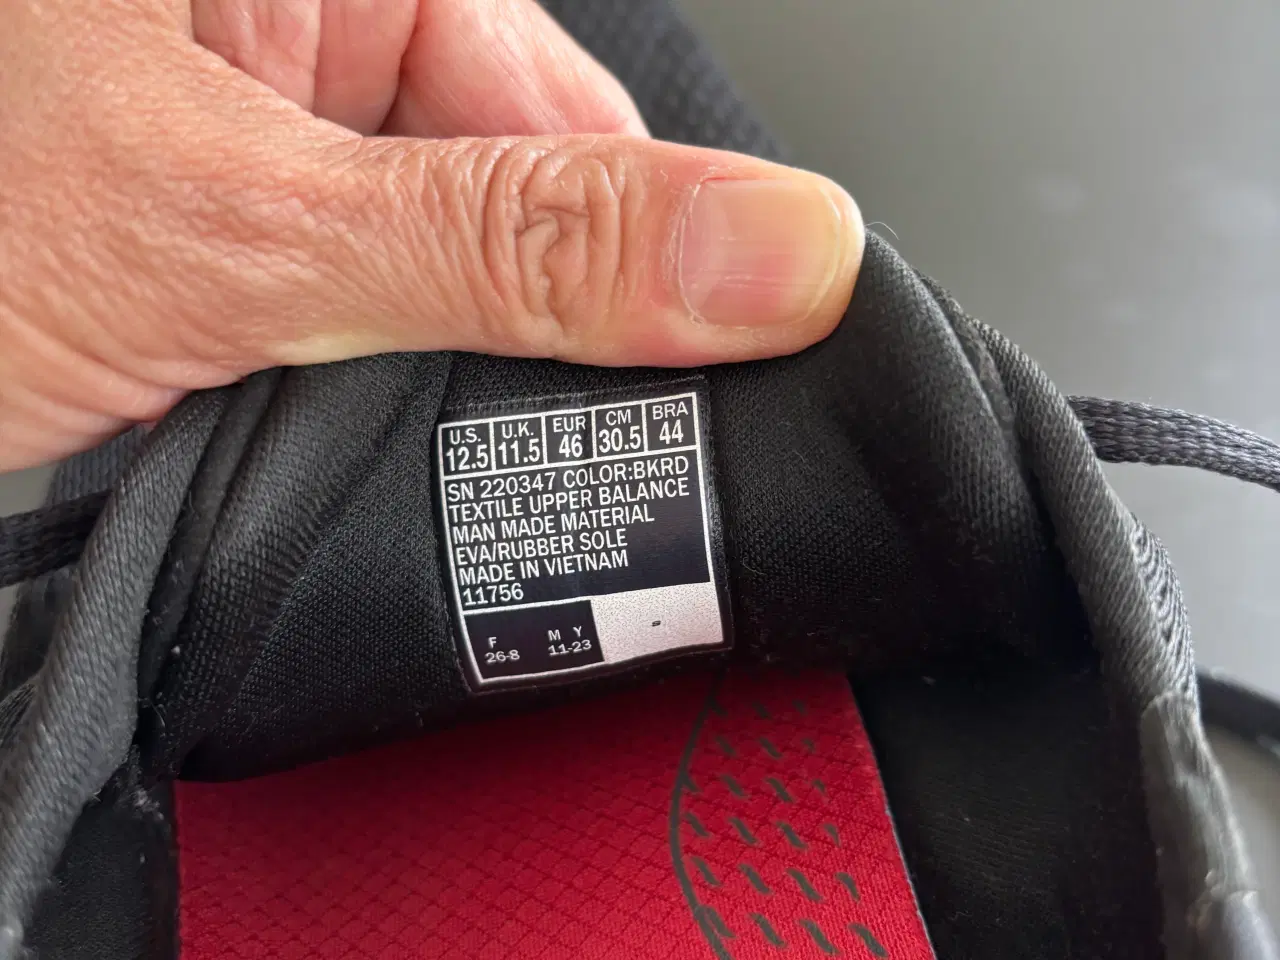 U.S. U.K. EUR CM BRA
12.5 11.5 46 30.5 44
SN 220347 COLOR:BKRD
TEXTILE UPPER BALANCE
MAN MADE MATERIAL
EVA/RUBBER SOLE
MADE IN VIETNAM
11756
F M Y
26-8 11-23